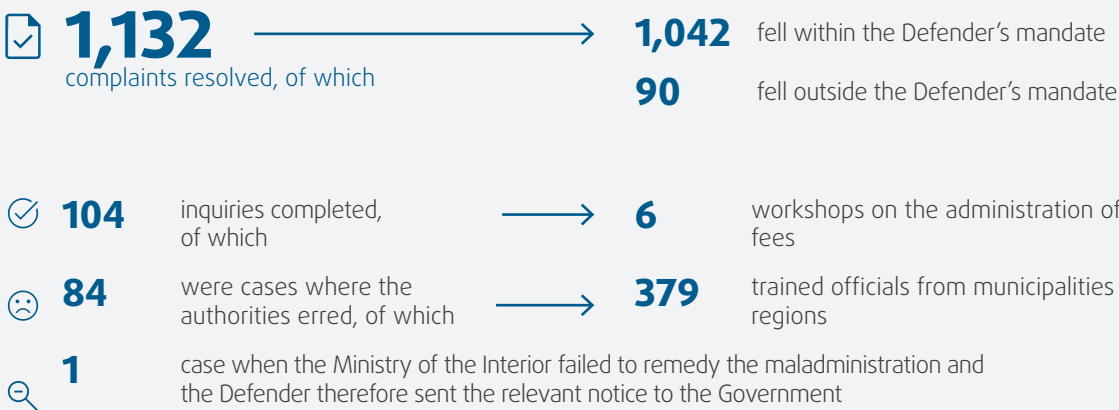 1,132
complaints resolved, of which
1,042 fell within the Defender’s mandate
90 fell outside the Defender’s mandate
104 inquiries completed,
of which
6 workshops on the administration of
fees
84 were cases where the
authorities erred, of which
379 trained officials from municipalities
regions
1 case when the Ministry of the Interior failed to remedy the maladministration and
the Defender therefore sent the relevant notice to the Government